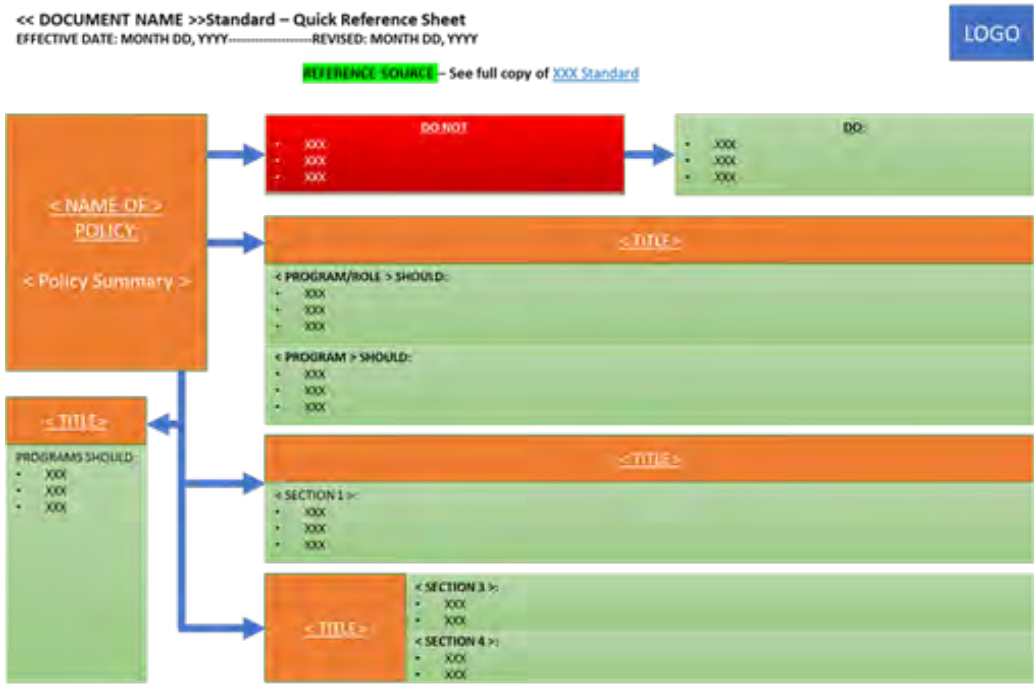 << DOCUMENT NAME >>Standard – Quick Reference Sheet
EFFECTIVE DATE: MONTH DD, YYYY--------------------REVISED: MONTH DD, YYYY
LOGO
REFERENCE SOURCE – See full copy of XXX Standard
< NAME OF >
POLICY
< Policy Summary >
DO NOT
• XXX
• XXX
• XXX
DO:
• XXX
• XXX
• XXX
< TITLE >
< PROGRAM/ROLE > SHOULD:
• XXX
• XXX
• XXX
< PROGRAM > SHOULD:
• XXX
• XXX
• XXX
< TITLE >
PROGRAMS SHOULD:
• XXX
• XXX
• XXX
< TITLE >
< SECTION 1 >:
• XXX
• XXX
• XXX
< TITLE >
< SECTION 3 >:
• XXX
• XXX
< SECTION 4 >:
• XXX
• XXX